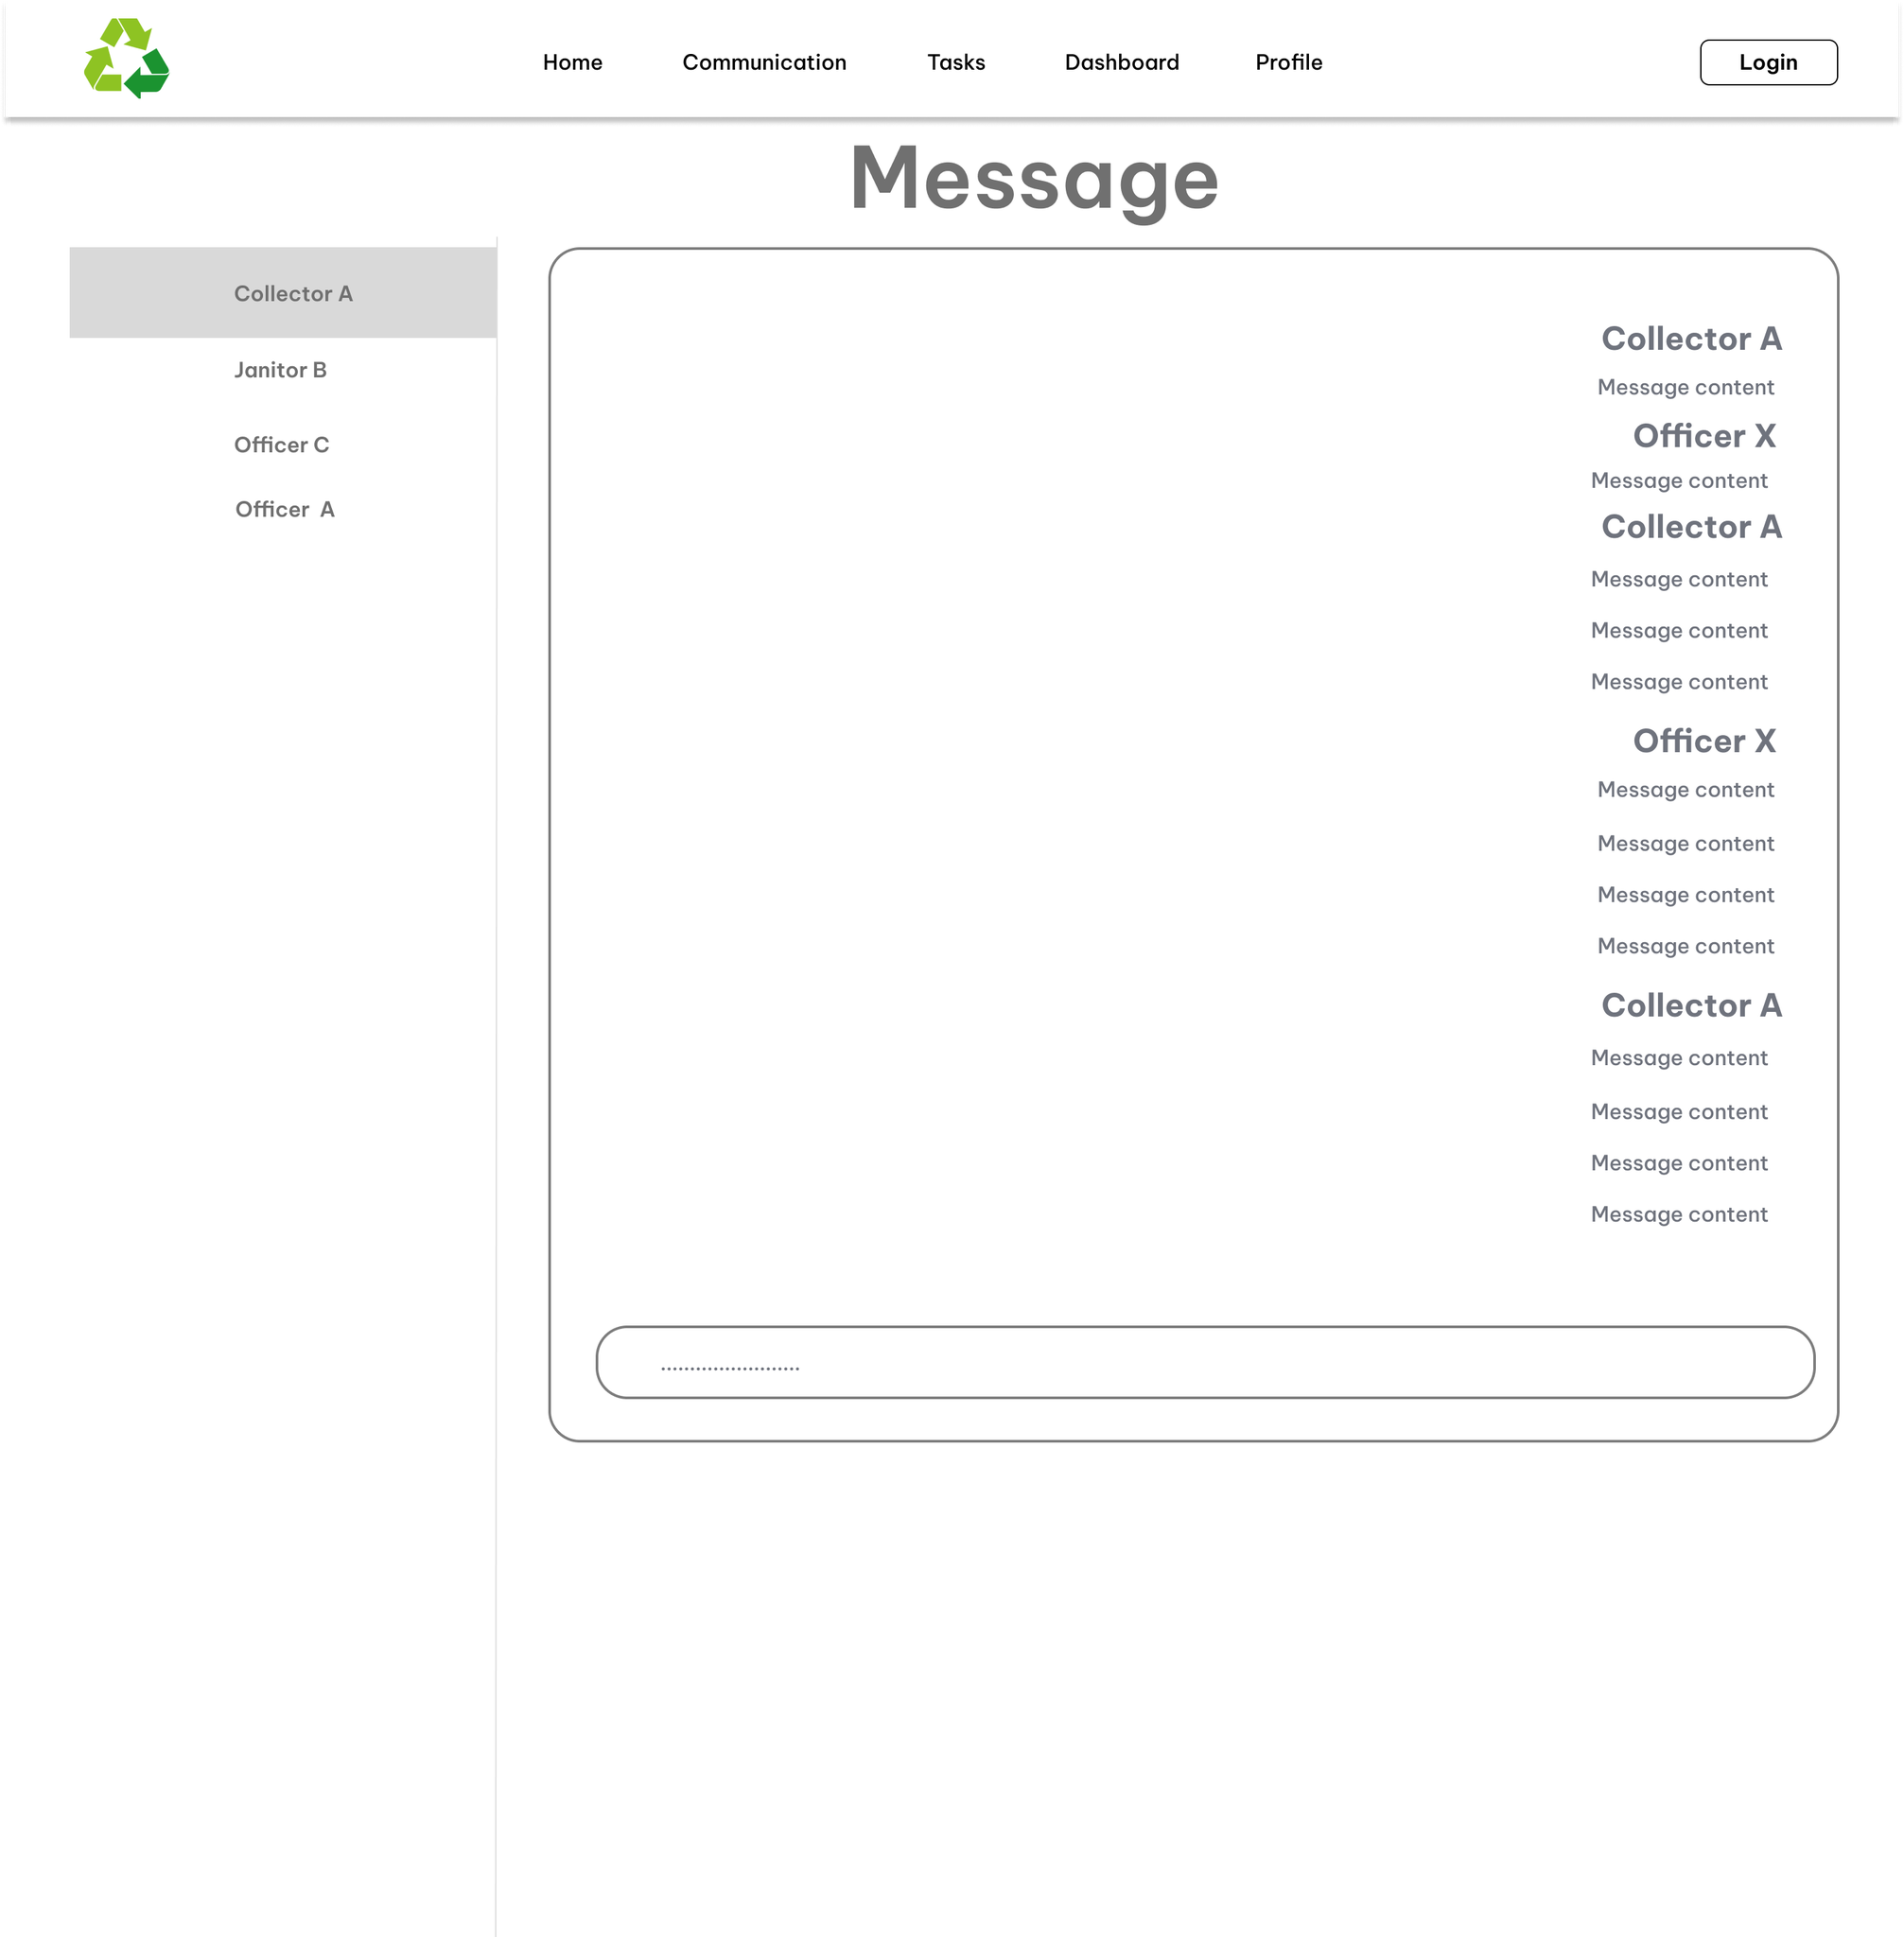 Home Communication Tasks Dashboard Profile Login
Message
Collector A
Janitor B
Officer C
Officer A
Collector A
Message content
Officer X
Message content
Collector A
Message content
Message content
Message content
Officer X
Message content
Message content
Message content
Message content
Collector A
Message content
Message content
Message content
Message content
........................